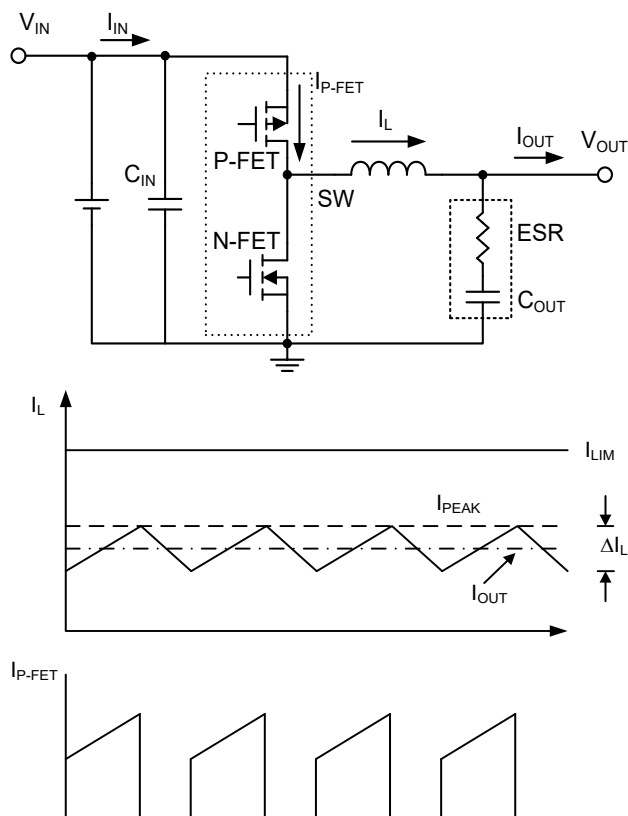 V_IN
I_IN
I_P-FET
P-FET
I_L
I_OUT
V_OUT
C_IN
SW
N-FET
ESR
C_OUT
I_L
I_LIM
I_PEAK
ΔI_L
I_OUT
I_P-FET